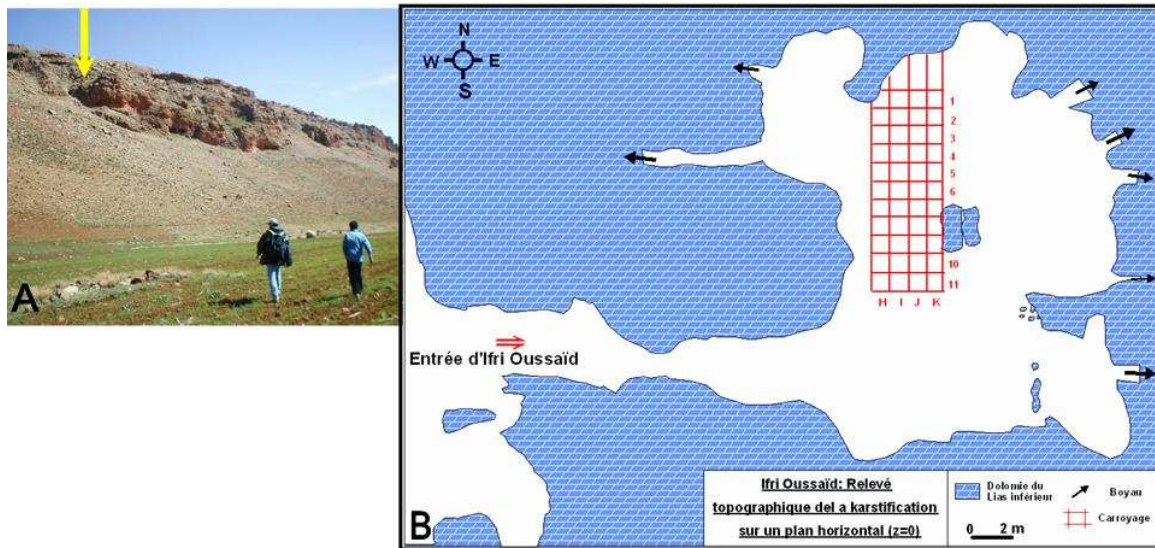 A
N
W E
S
1
2
3
4
5
6
10
11
H I J K
Entrée d'Ifri Oussaïd
B
Ifri Oussaïd: Relevé
topographique del a karstification
sur un plan horizontal (z=0)
Dolomie du
Lias inférieur
Boyau
Carroyage
0 2 m